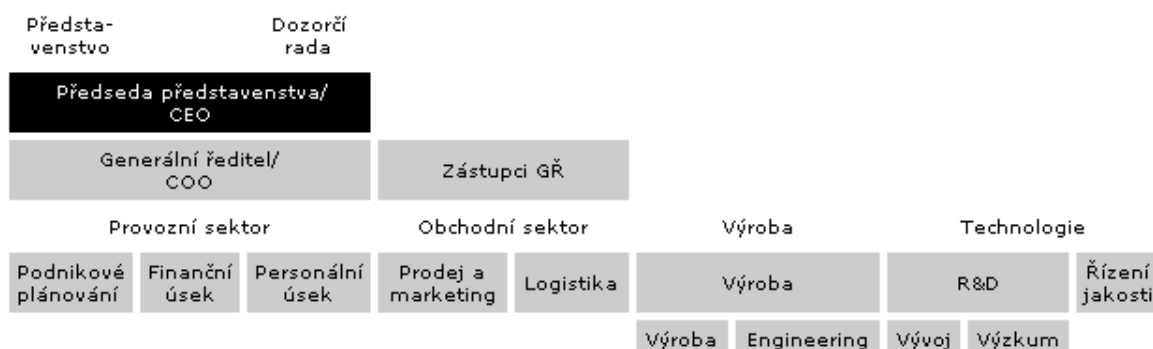 Předsta-
venstvo
Dozorčí
rada
Předseda představenstva/
CEO
Generální ředitel/
COO
Zástupci GŘ
Provozní sektor
Obchodní sektor
Výroba
Technologie
Podnikové
plánování
Finanční
úsek
Personální
úsek
Prodej a
marketing
Logistika
Výroba
R&D
Řízení
jakosti
Výroba
Engineering
Vývoj
Výzkum